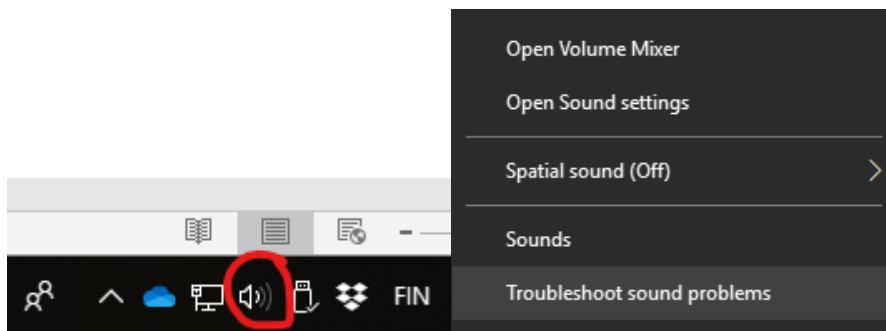 Open Volume Mixer
Open Sound settings
Spatial sound (Off)
Sounds
Troubleshoot sound problems
FIN